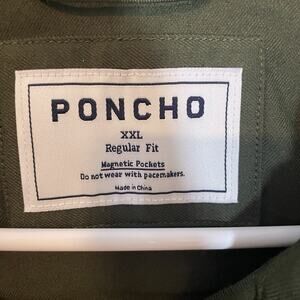 PONCHO
XXL
Regular Fit
Magnetic Pockets
Do not wear with pacemakers.
Made in China